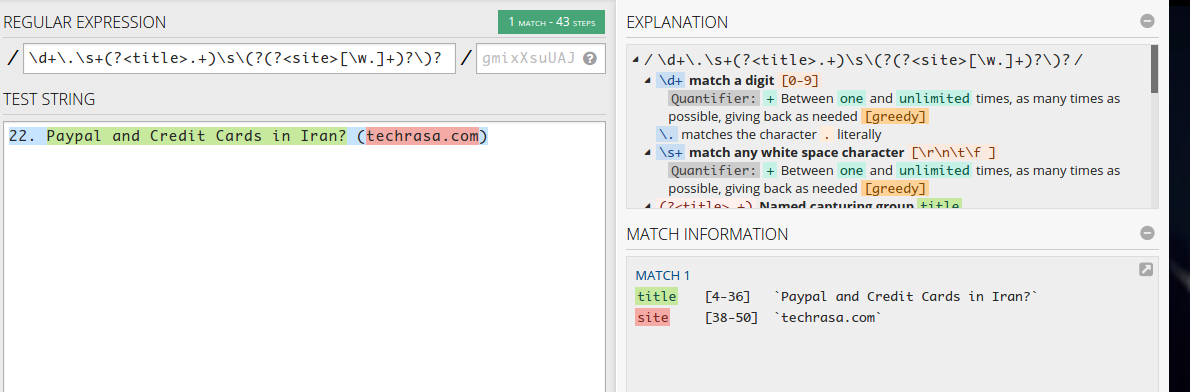 REGULAR EXPRESSION
1 MATCH - 43 STEPS
/ \d+\.\s+(?<title>.+)\s\(?(?<site>[\w.]+)?\)? / gmixXsuUAJ ?
TEST STRING
22. Paypal and Credit Cards in Iran? (techrasa.com)
EXPLANATION
/ \d+\.\s+(?<title>.+)\s\(?(?<site>[\w.]+)?\)? /
\d+ match a digit [0-9]
Quantifier: + Between one and unlimited times, as many times as
possible, giving back as needed [greedy]
\. matches the character . literally
\s+ match any white space character [\r\n\t\f ]
Quantifier: + Between one and unlimited times, as many times as
possible, giving back as needed [greedy]
(?<title>.+) Named capturing group title
MATCH INFORMATION
MATCH 1
title [4-36] `Paypal and Credit Cards in Iran?`
site [38-50] `techrasa.com`